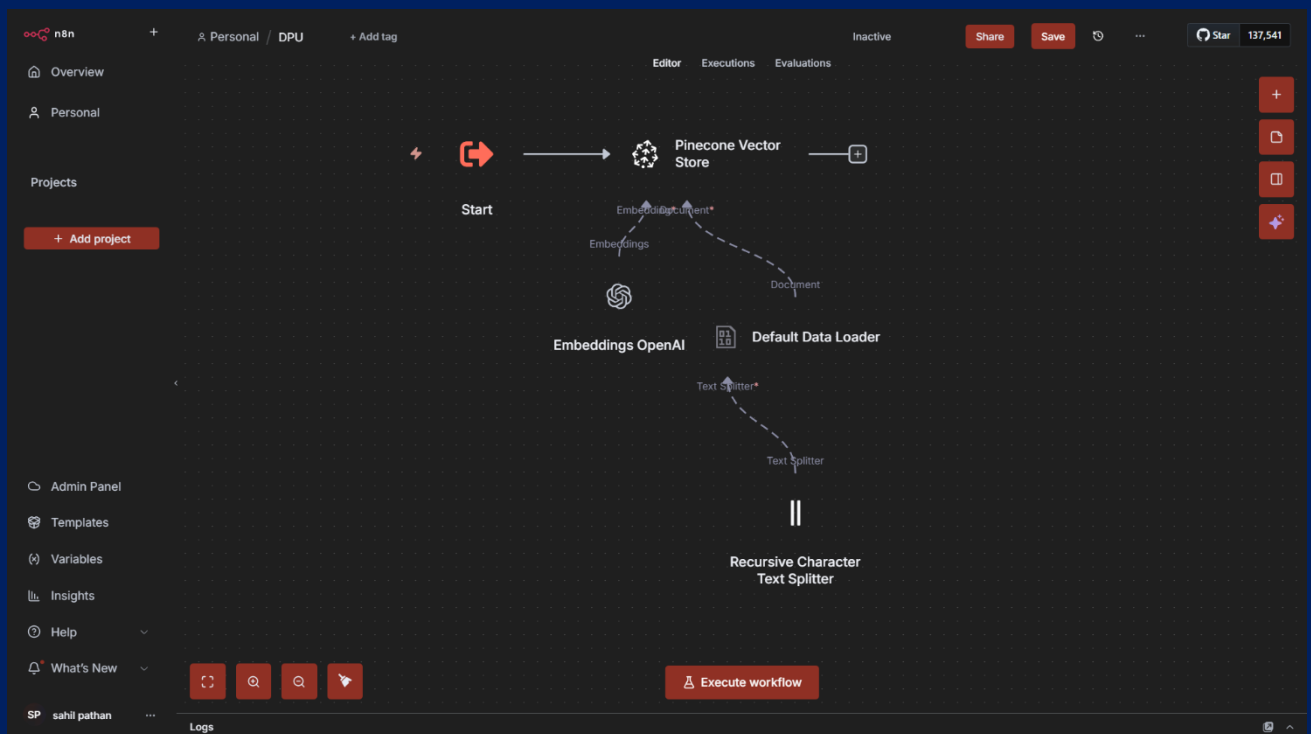 n8n
+
Overview
Personal
Projects
+ Add project
Admin Panel
Templates
Variables
Insights
Help
What's New
SP sahil pathan ...
Personal / DPU + Add tag
Inactive
Share
Save
...
Star 137,541
Editor Executions Evaluations
Start
Pinecone Vector
Store
Embedding* Document*
Embeddings
Document
Embeddings OpenAI
0110
Default Data Loader
Text Splitter*
Text Splitter
Recursive Character
Text Splitter
Execute workflow
Logs